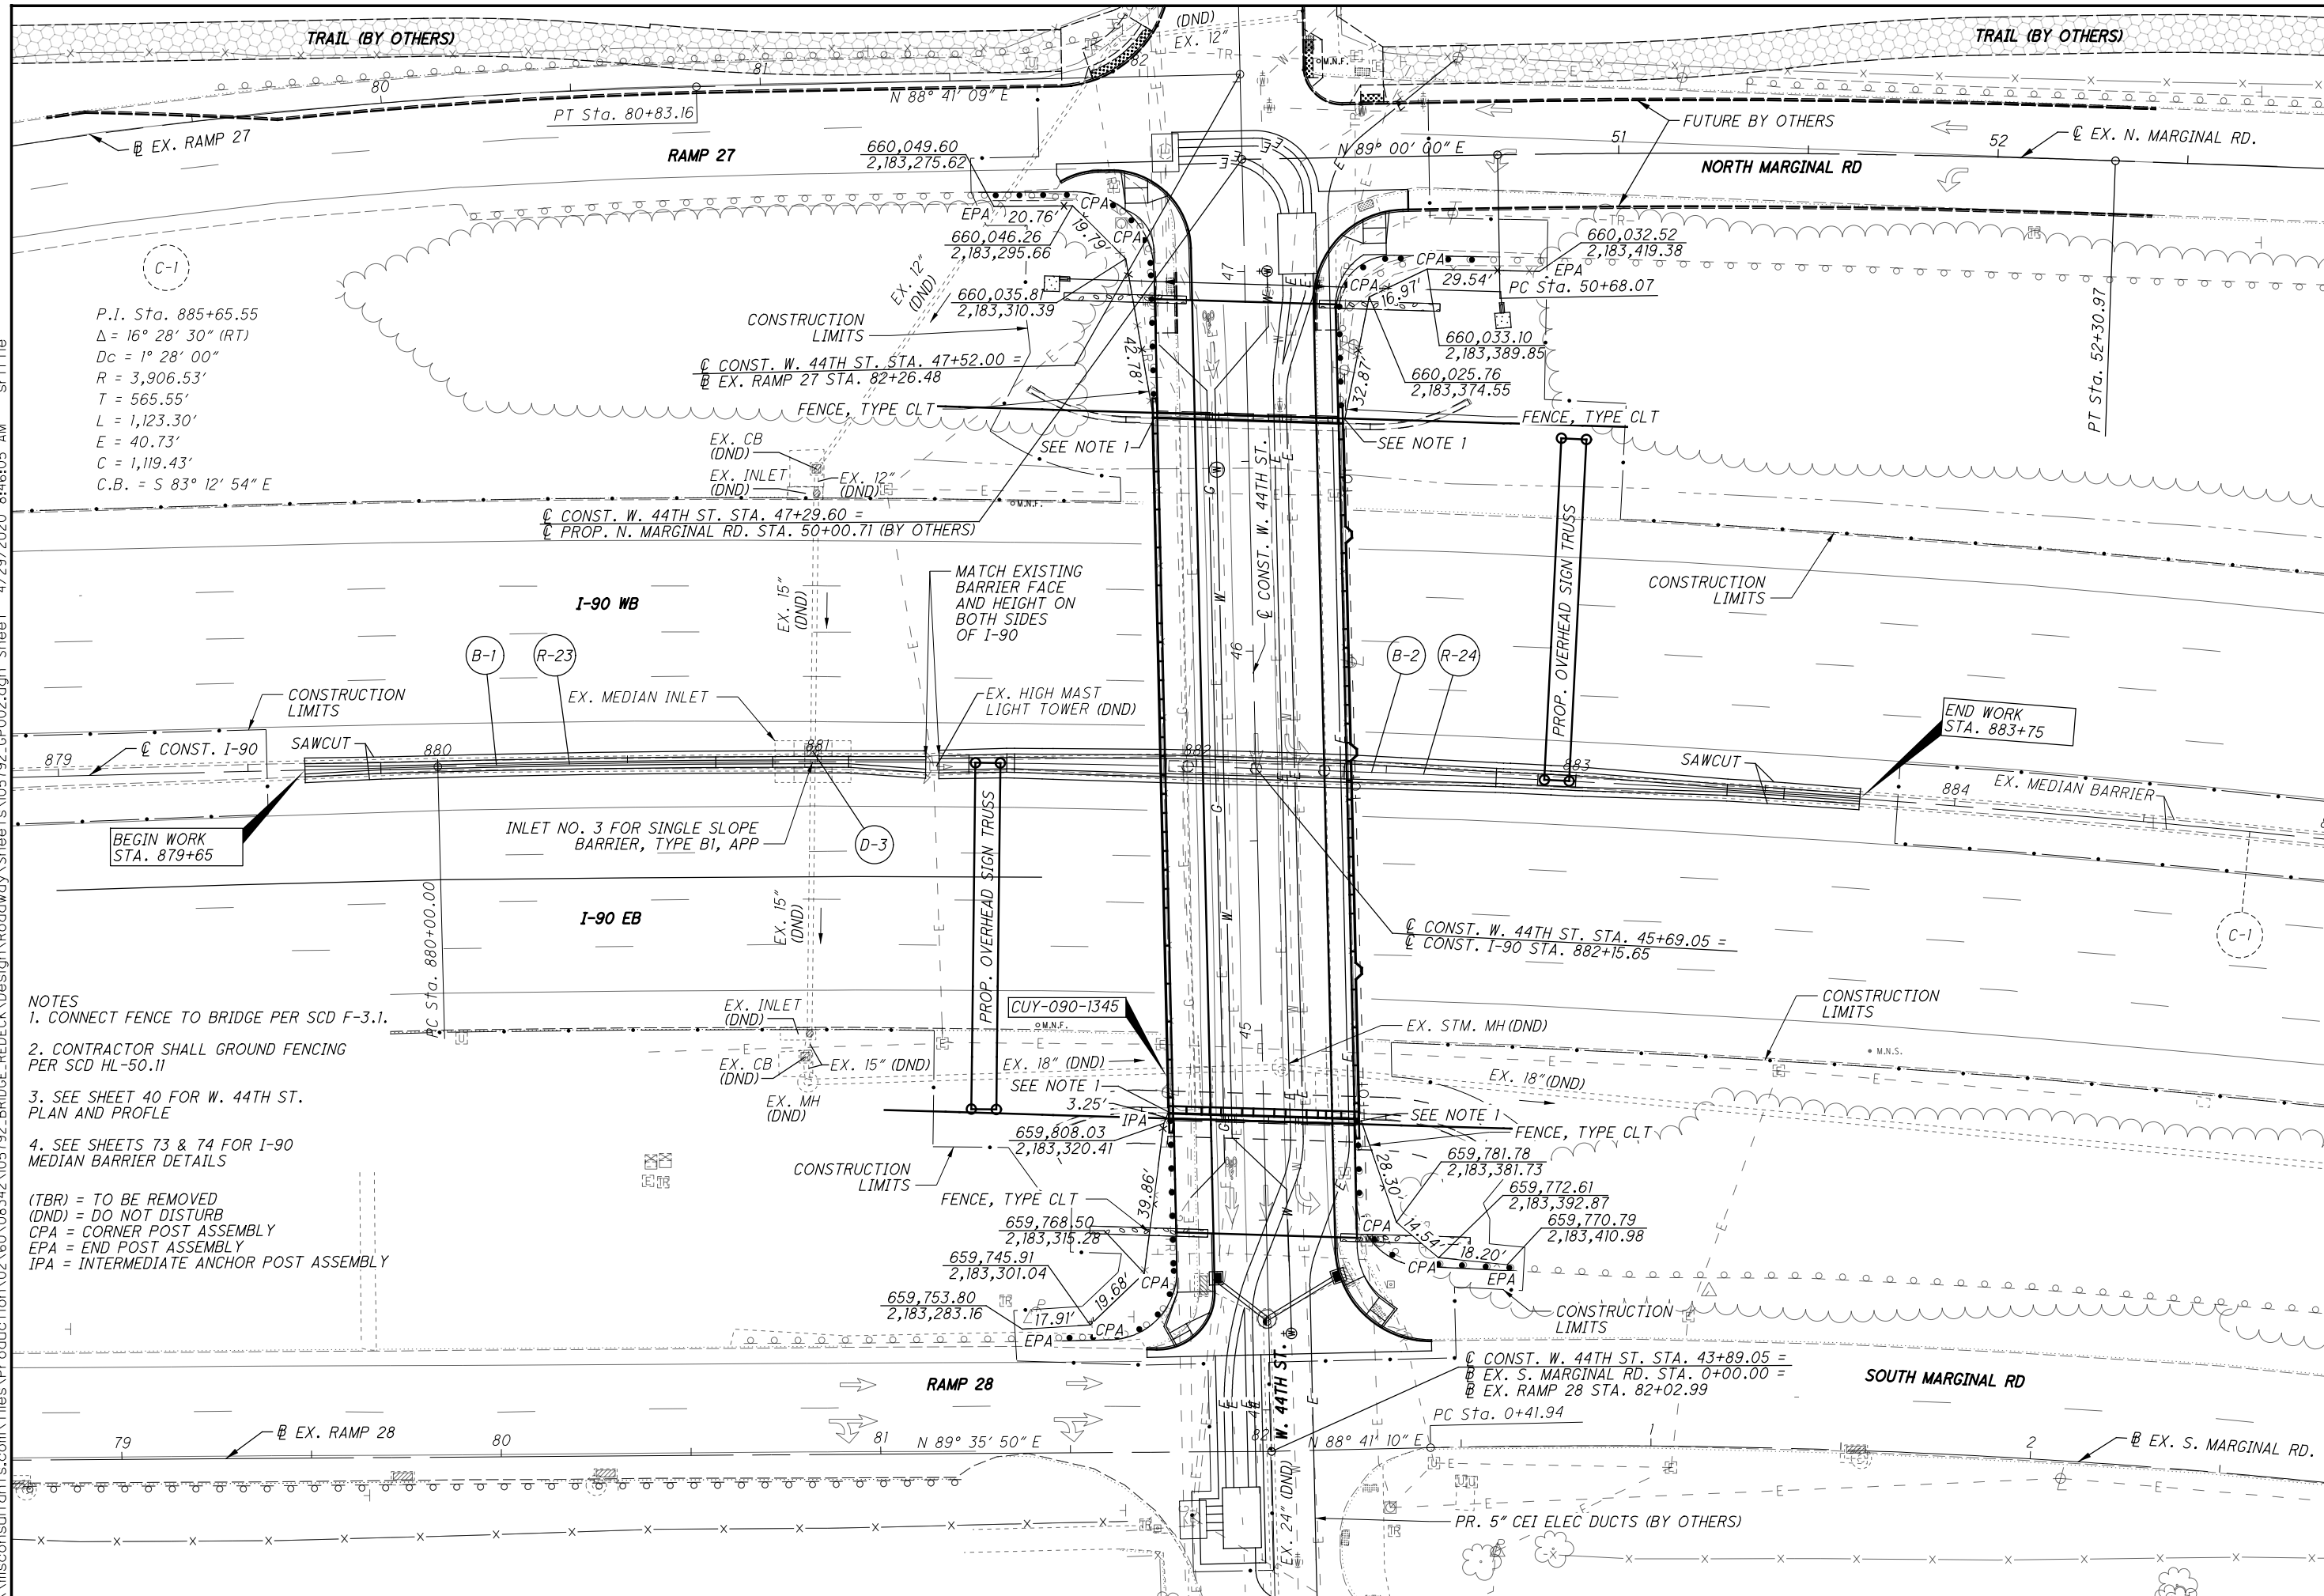 TRAIL (BY OTHERS)
(DND)
EX. 12"
TRAIL (BY OTHERS)
80
81
82
N 88° 41' 09" E
PT Sta. 80+83.16
B EX. RAMP 27
RAMP 27
660,049.60
2,183,275.62
N 89° 00' 00" E
M.N.F.
51
52
FUTURE BY OTHERS
℄ EX. N. MARGINAL RD.
NORTH MARGINAL RD
EPA
20.76'
CPA
19.79'
CPA
660,046.26
2,183,295.66
660,035.81
2,183,310.39
CPA
EPA
29.54'
CPA
16.97'
660,032.52
2,183,419.38
PC Sta. 50+68.07
660,033.10
2,183,389.85
660,025.76
2,183,374.55
PT Sta. 52+30.97
C-1
P.I. Sta. 885+65.55
Δ = 16° 28' 30" (RT)
Dc = 1° 28' 00"
R = 3,906.53'
T = 565.55'
L = 1,123.30'
E = 40.73'
C = 1,119.43'
C.B. = S 83° 12' 54" E
EX. 12"
(DND)
CONSTRUCTION
LIMITS
℄ CONST. W. 44TH ST. STA. 47+52.00 =
B EX. RAMP 27 STA. 82+26.48
42.78'
32.87'
47
FENCE, TYPE CLT
FENCE, TYPE CLT
SEE NOTE 1
SEE NOTE 1
EX. CB
(DND)
EX. INLET
(DND)
EX. 12"
(DND)
M.N.F.
℄ CONST. W. 44TH ST. STA. 47+29.60 =
℄ PROP. N. MARGINAL RD. STA. 50+00.71 (BY OTHERS)
℄ CONST. W. 44TH ST.
PROP. OVERHEAD SIGN TRUSS
CONSTRUCTION
LIMITS
I-90 WB
EX. 15"
(DND)
MATCH EXISTING
BARRIER FACE
AND HEIGHT ON
BOTH SIDES
OF I-90
B-1
R-23
B-2
R-24
46
EX. MEDIAN INLET
EX. HIGH MAST
LIGHT TOWER (DND)
CONSTRUCTION
LIMITS
℄ CONST. I-90
SAWCUT
879
880
881
882
883
884
SAWCUT
END WORK
STA. 883+75
EX. MEDIAN BARRIER
BEGIN WORK
STA. 879+65
INLET NO. 3 FOR SINGLE SLOPE
BARRIER, TYPE B1, APP
D-3
PROP. OVERHEAD SIGN TRUSS
PC Sta. 880+00.00
I-90 EB
EX. 15"
(DND)
℄ CONST. W. 44TH ST. STA. 45+69.05 =
℄ CONST. I-90 STA. 882+15.65
C-1
NOTES
1. CONNECT FENCE TO BRIDGE PER SCD F-3.1.
2. CONTRACTOR SHALL GROUND FENCING
PER SCD HL-50.11
3. SEE SHEET 40 FOR W. 44TH ST.
PLAN AND PROFLE
4. SEE SHEETS 73 & 74 FOR I-90
MEDIAN BARRIER DETAILS
(TBR) = TO BE REMOVED
(DND) = DO NOT DISTURB
CPA = CORNER POST ASSEMBLY
EPA = END POST ASSEMBLY
IPA = INTERMEDIATE ANCHOR POST ASSEMBLY
EX. INLET
(DND)
EX. CB
(DND)
EX. 15" (DND)
EX. MH
(DND)
CUY-090-1345
M.N.F.
45
EX. 18" (DND)
SEE NOTE 1
3.25'
IPA
EX. STM. MH (DND)
EX. 18"(DND)
CONSTRUCTION
LIMITS
M.N.S.
SEE NOTE 1
FENCE, TYPE CLT
659,808.03
2,183,320.41
CONSTRUCTION
LIMITS
39.86'
28.30'
659,781.78
2,183,381.73
659,772.61
2,183,392.87
659,770.79
2,183,410.98
FENCE, TYPE CLT
659,768.50
2,183,315.28
659,745.91
2,183,301.04
659,753.80
2,183,283.16
CPA
19.68'
17.91'
CPA
EPA
CPA
14.54'
18.20'
CPA
EPA
CONSTRUCTION
LIMITS
℄ CONST. W. 44TH ST. STA. 43+89.05 =
B EX. S. MARGINAL RD. STA. 0+00.00 =
B EX. RAMP 28 STA. 82+02.99
RAMP 28
W. 44TH ST.
SOUTH MARGINAL RD
PC Sta. 0+41.94
79
B EX. RAMP 28
80
81
N 89° 35' 50" E
82
N 88° 41' 10" E
1
2
B EX. S. MARGINAL RD.
EX. 24" (DND)
PR. 5" CEI ELEC DUCTS (BY OTHERS)